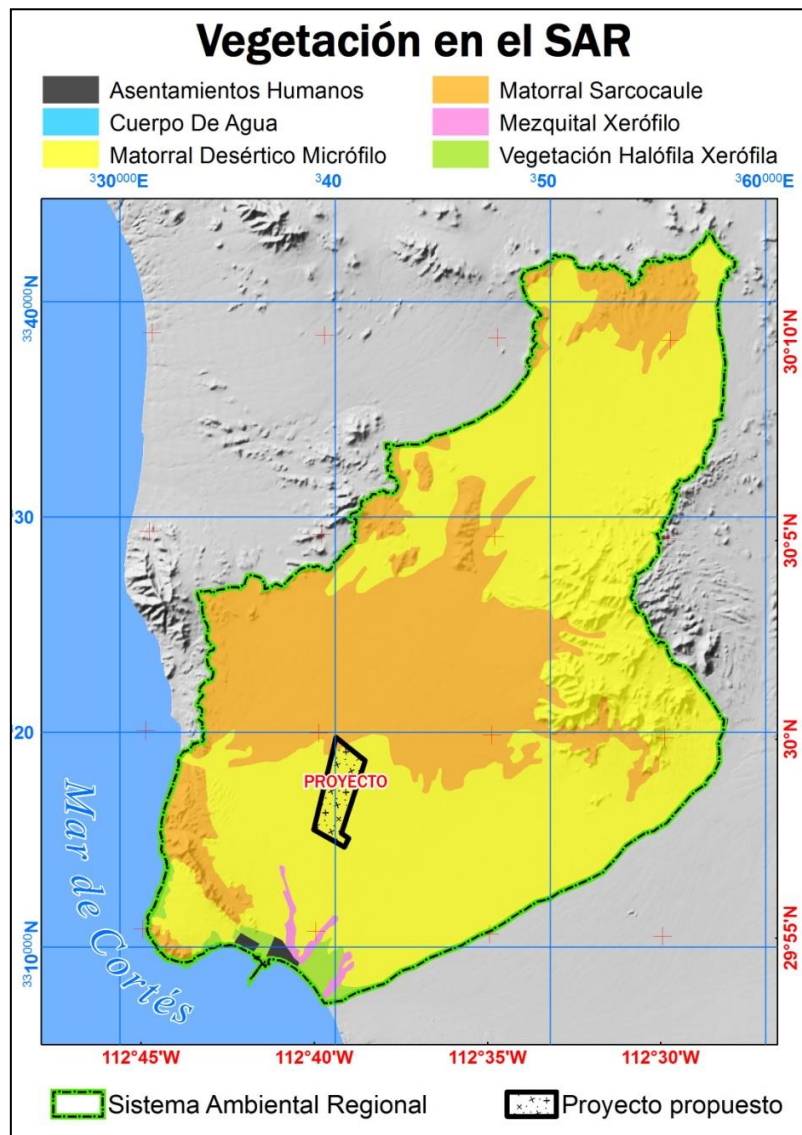 Vegetación en el SAR
Asentamientos Humanos
Matorral Sarcocaule
Cuerpo De Agua
Mezquital Xerófilo
Matorral Desértico Micrófilo
Vegetación Halófila Xerófila
330000E
340
350
360000E
3340000N
30°10'N
30
30°5'N
20
30°N
PROYECTO
Mar de Cortés
3310000N
29°55'N
112°45'W
112°40'W
112°35'W
112°30'W
Sistema Ambiental Regional
Proyecto propuesto